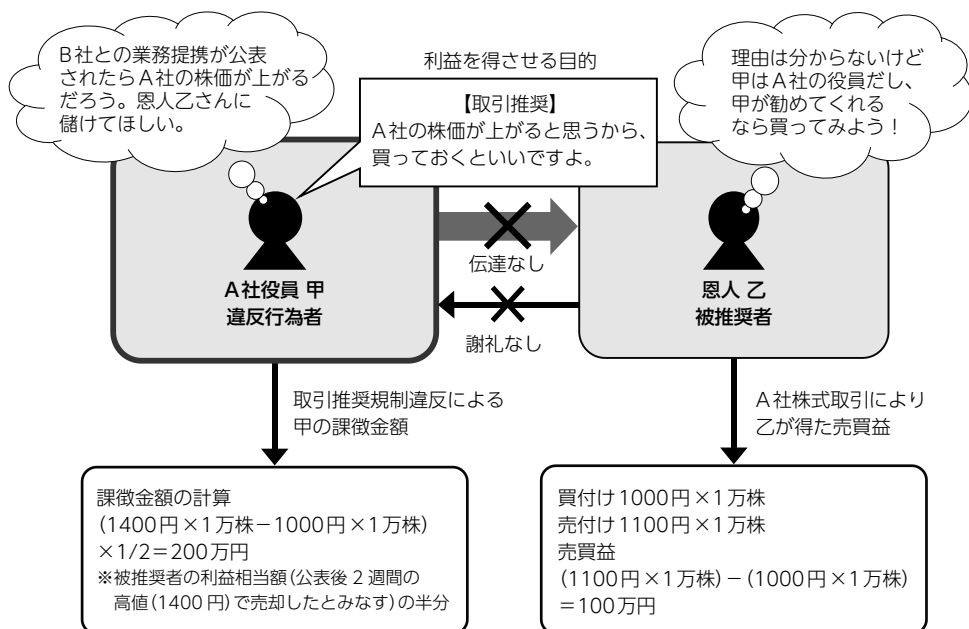 B社との業務提携が公表
されたらA社の株価が上がる
だろう。恩人乙さんに
儲けてほしい。
利益を得させる目的
【取引推奨】
A社の株価が上がると思うから、
買っておくといいですよ。
理由は分からないけど
甲はA社の役員だし、
甲が勧めてくれる
なら買ってみよう！
伝達なし
謝礼なし
A社役員 甲
違反行為者
恩人 乙
被推奨者
取引推奨規制違反による
甲の課徴金額
A社株式取引により
乙が得た売買益
課徴金額の計算
(1400円×1万株−1000円×1万株)
×1/2＝200万円
※被推奨者の利益相当額(公表後2週間の
高値(1400円)で売却したとみなす)の半分
買付け1000円×1万株
売付け1100円×1万株
売買益
(1100円×1万株)−(1000円×1万株)
＝100万円